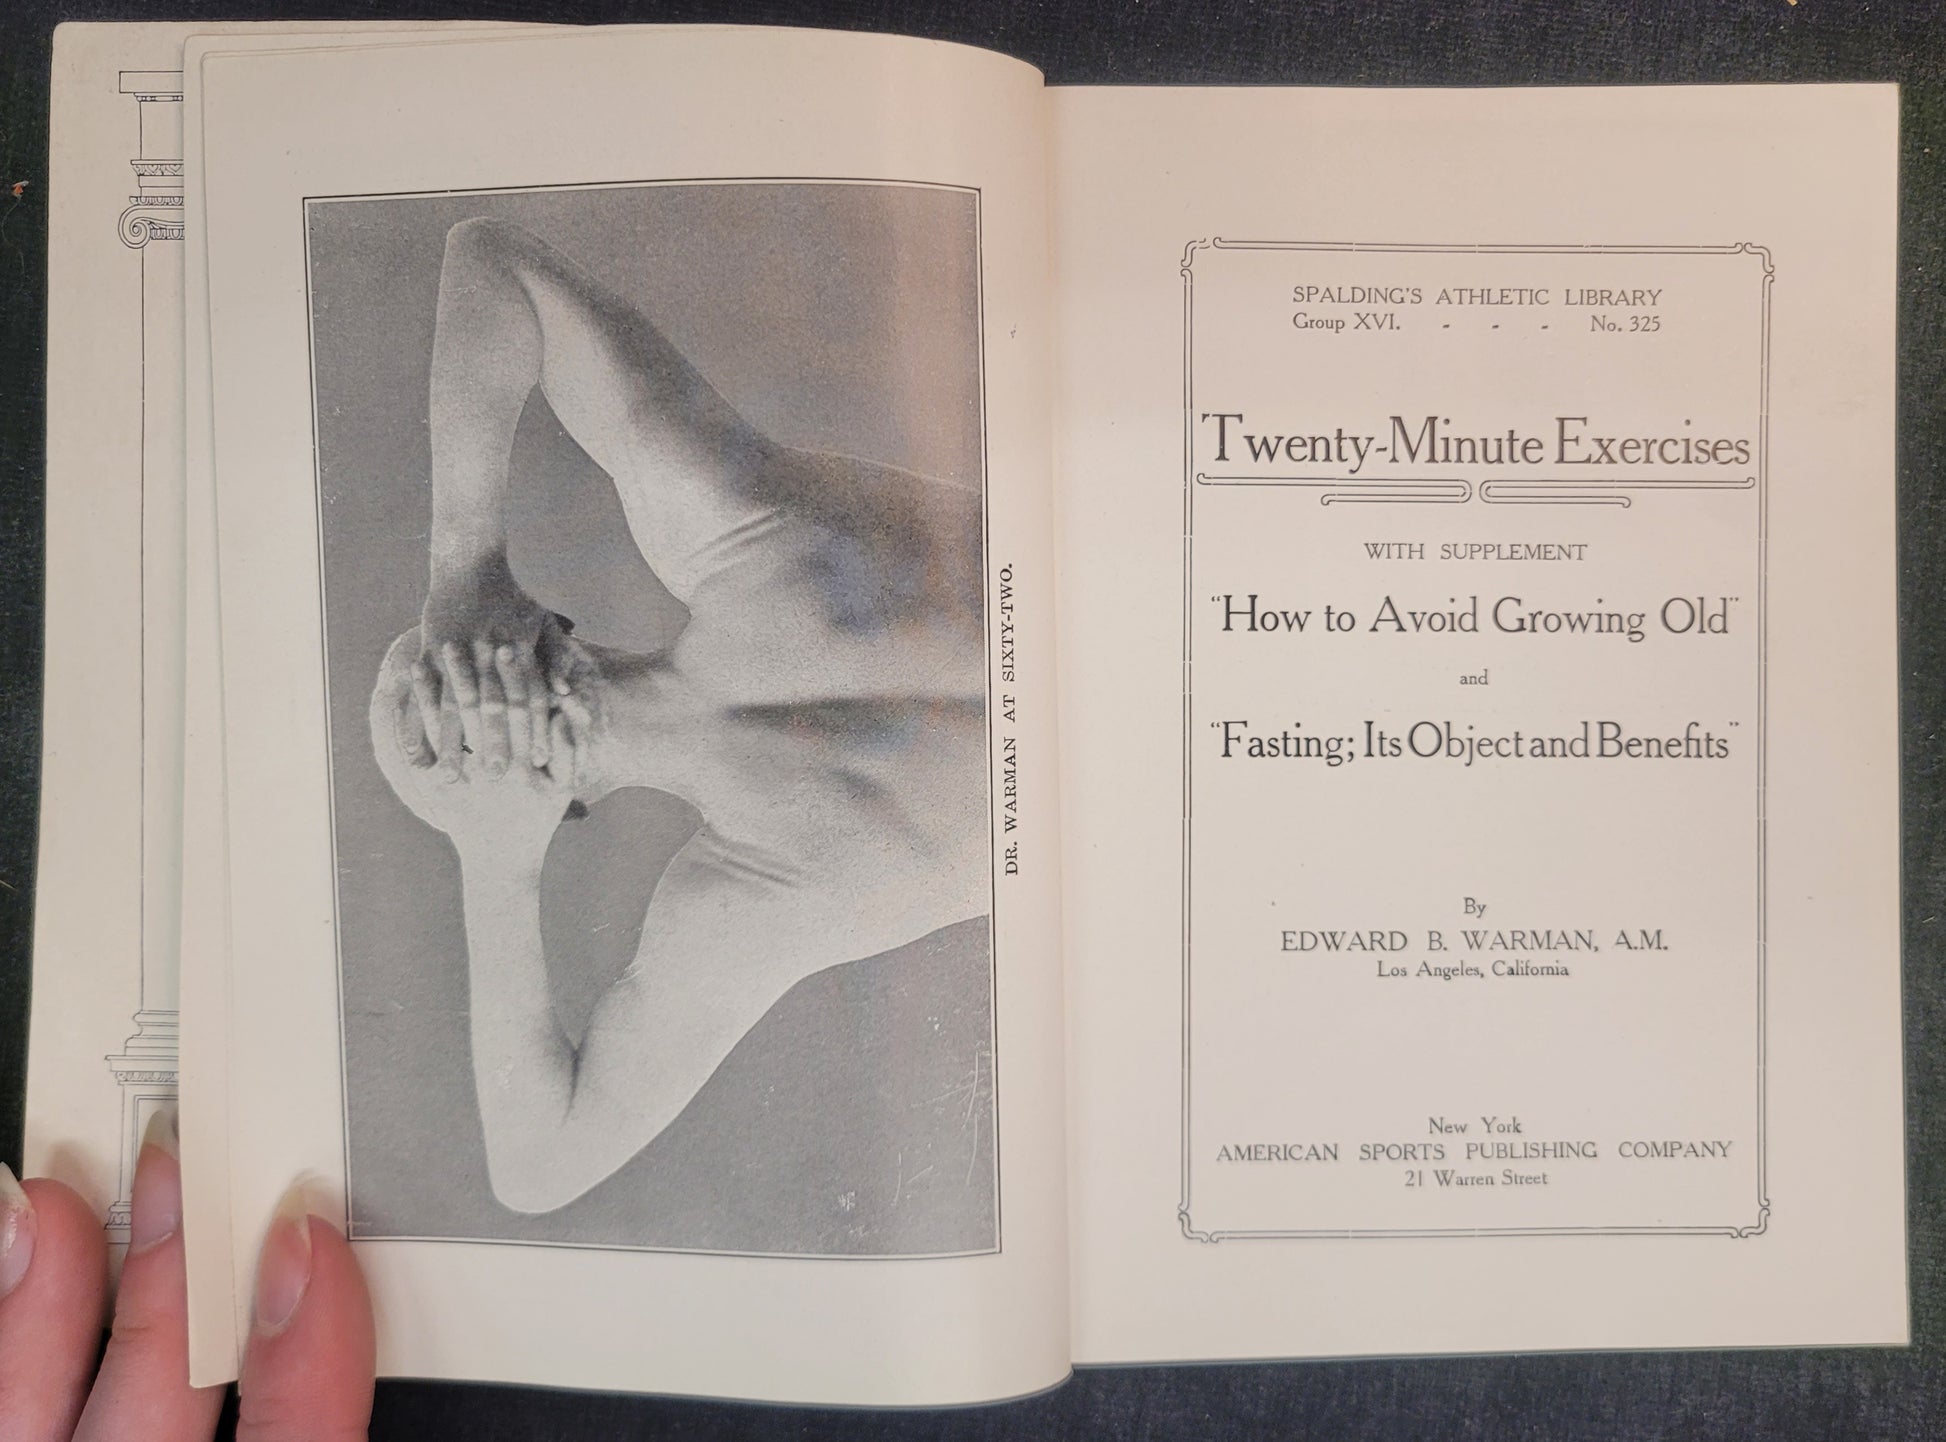 DR. WARMAN AT SIXTY-TWO.
SPALDING'S ATHLETIC LIBRARY
Group XVI. - - - No. 325
Twenty-Minute Exercises
WITH SUPPLEMENT
"How to Avoid Growing Old"
and
"Fasting; Its Object and Benefits"
By
EDWARD B. WARMAN, A.M.
Los Angeles, California
New York
AMERICAN SPORTS PUBLISHING COMPANY
21 Warren Street